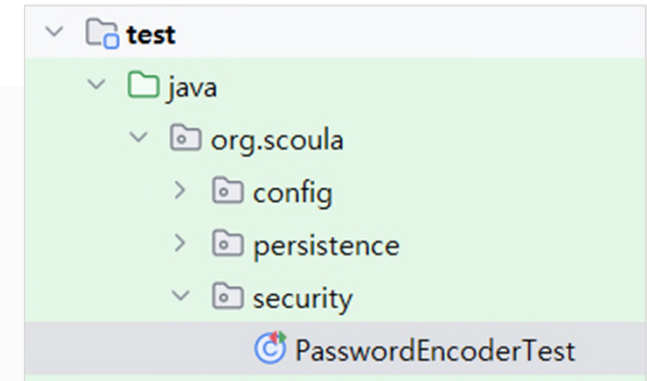 test
java
org.scoula
config
persistence
security
PasswordEncoderTest